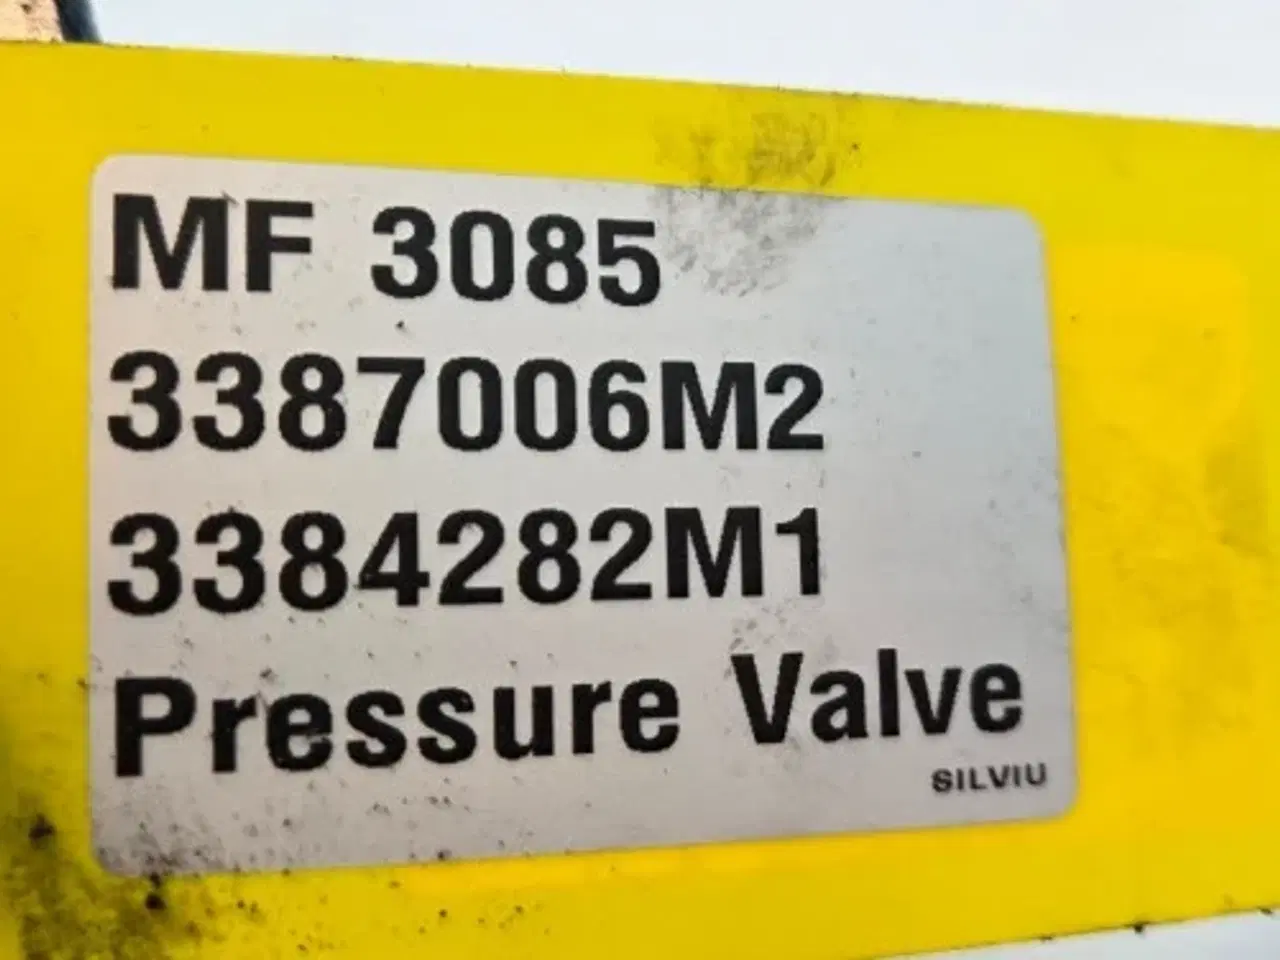 MF 3085
3387006M2
3384282M1
Pressure Valve
SILVIU